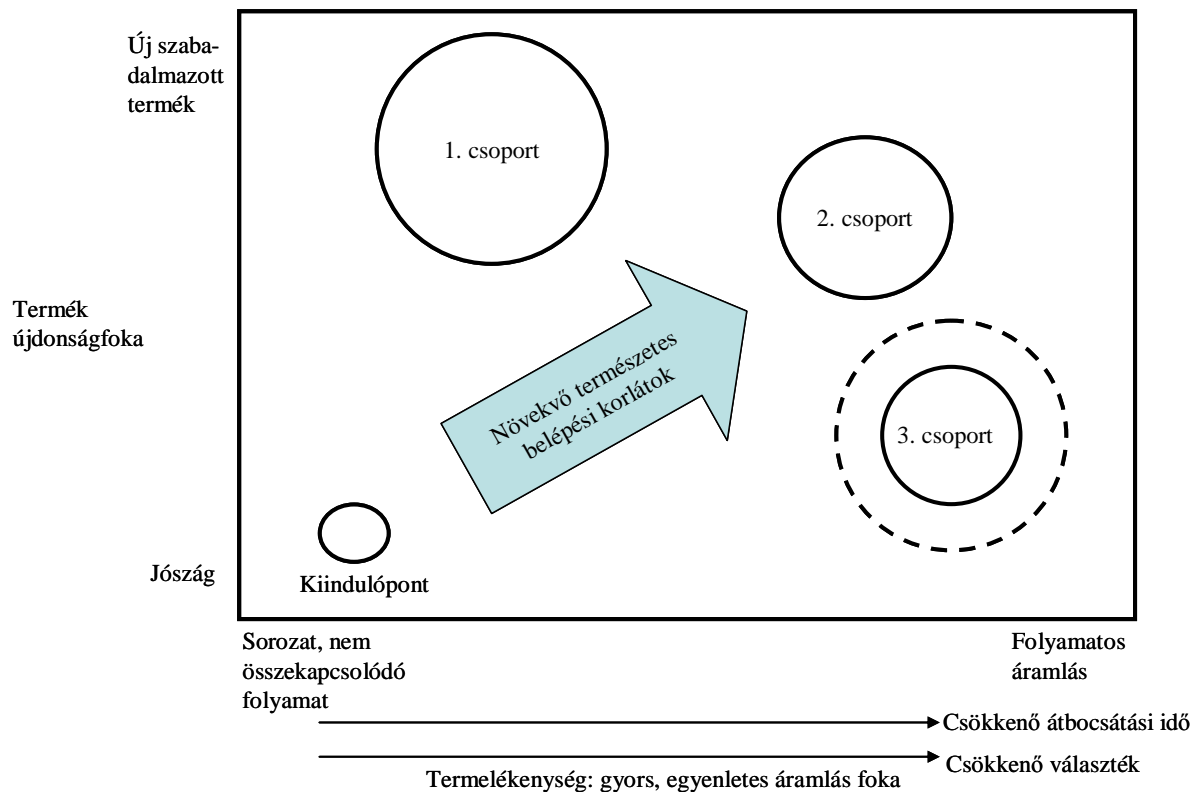 Új szaba-
dalmazott
termék
1. csoport
2. csoport
Termék
újdonságfoka
Növekvő természetes
belépési korlátok
3. csoport
Jószág
Kiindulópont
Sorozat, nem
összekapcsolódó
folyamat
Folyamatos
áramlás
Csökkenő átbocsátási idő
Csökkenő választék
Termelékenység: gyors, egyenletes áramlás foka